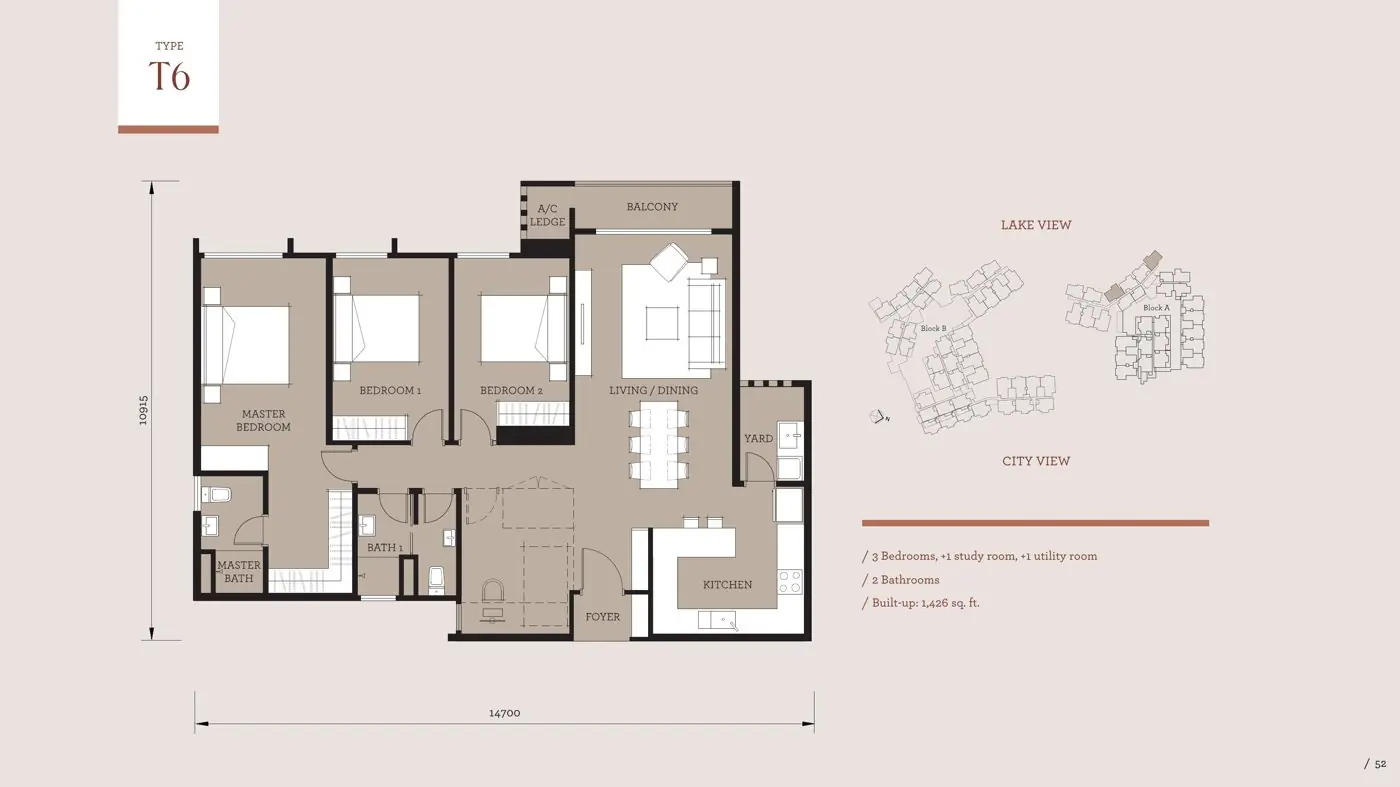 TYPE
T6
A/C
LEDGE
BALCONY
LAKE VIEW
Block B
Block A
N
CITY VIEW
10915
BEDROOM 1
BEDROOM 2
LIVING / DINING
MASTER
BEDROOM
YARD
BATH 1
MASTER
BATH
KITCHEN
FOYER
/ 3 Bedrooms, +1 study room, +1 utility room
/ 2 Bathrooms
/ Built-up: 1,426 sq. ft.
14700
/ 52